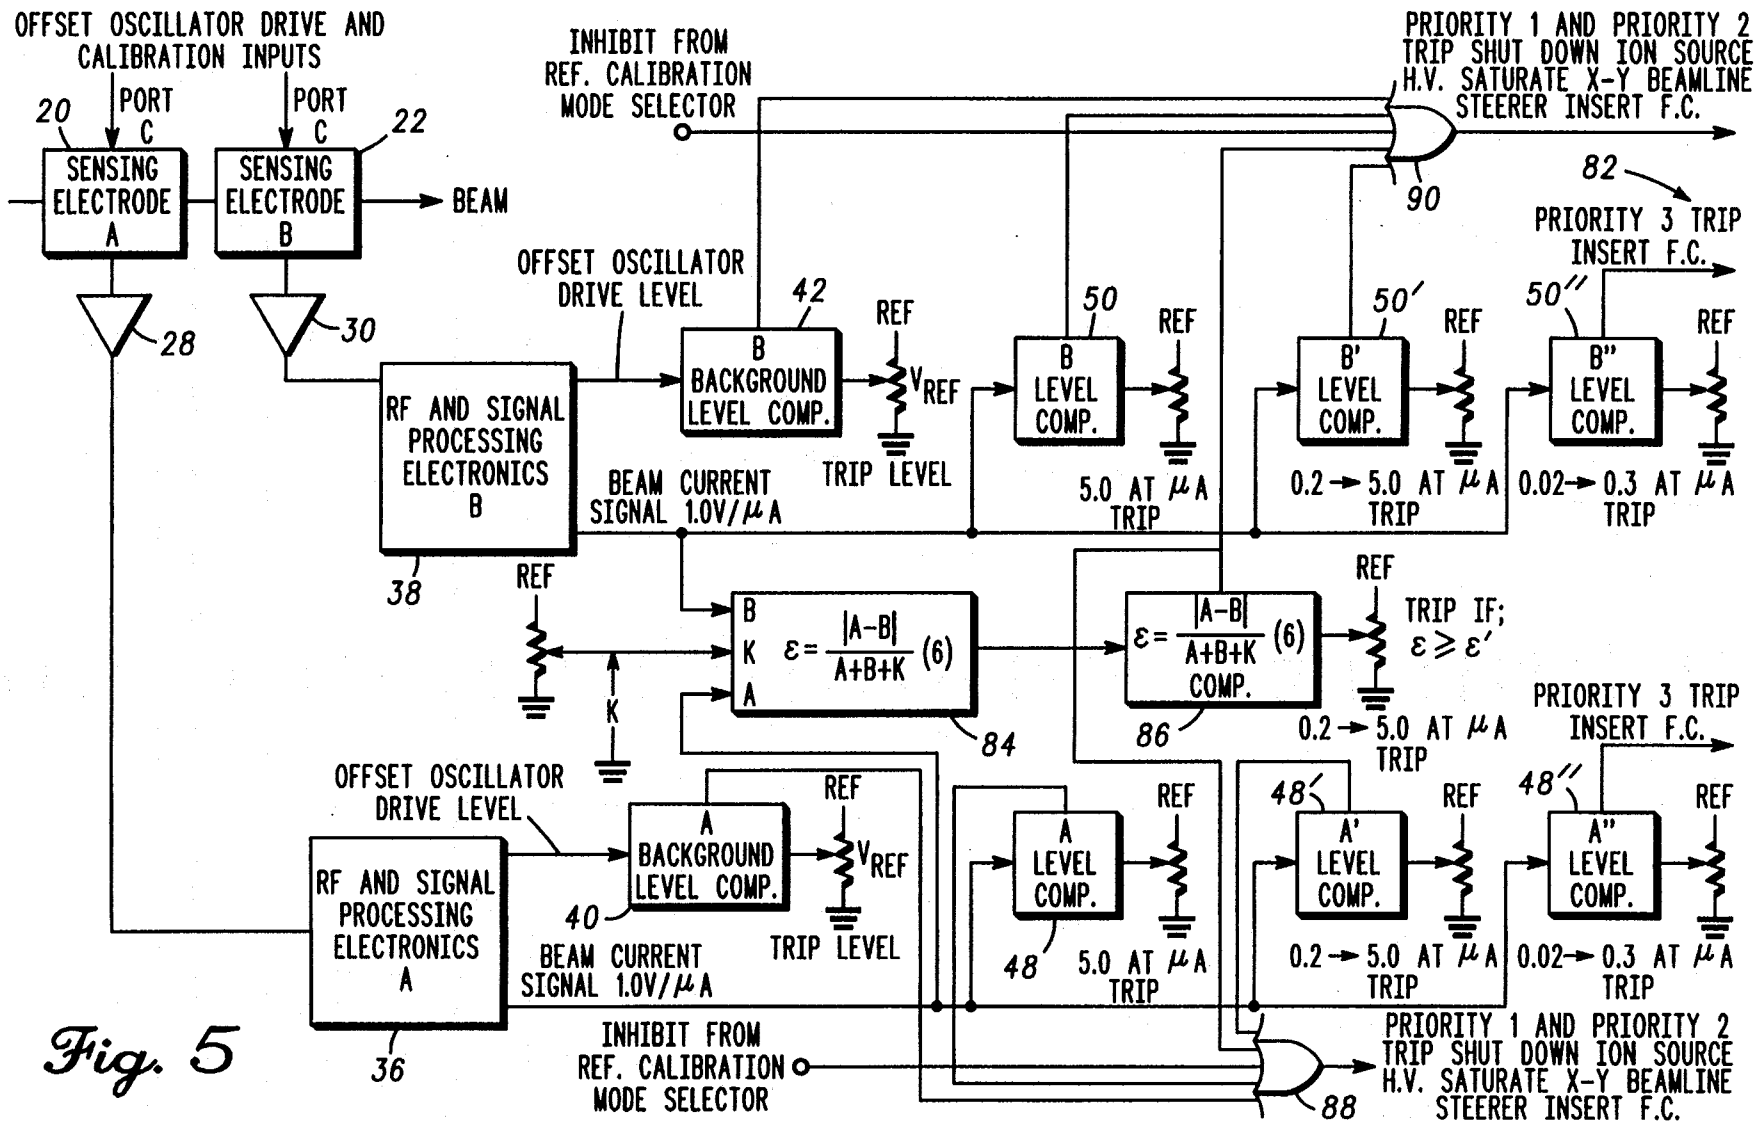 OFFSET OSCILLATOR DRIVE AND
CALIBRATION INPUTS
INHIBIT FROM
REF. CALIBRATION
MODE SELECTOR
PRIORITY 1 AND PRIORITY 2
TRIP SHUT DOWN ION SOURCE
H.V. SATURATE X-Y BEAMLINE
STEERER INSERT F.C.
20
PORT
C
PORT
C
22
SENSING
ELECTRODE
A
SENSING
ELECTRODE
B
BEAM
90
82
PRIORITY 3 TRIP
INSERT F.C.
28
30
OFFSET OSCILLATOR
DRIVE LEVEL
42
B
BACKGROUND
LEVEL COMP.
REF
VREF
TRIP LEVEL
50
B
LEVEL
COMP.
REF
5.0 AT μA
TRIP
50'
B'
LEVEL
COMP.
REF
0.2→5.0 AT μA
TRIP
50''
B''
LEVEL
COMP.
REF
0.02→0.3 AT μA
TRIP
RF AND SIGNAL
PROCESSING
ELECTRONICS
B
38
BEAM CURRENT
SIGNAL 1.0V/μA
REF
K
B
K
A
ε= |A-B| / A+B+K (6)
84
ε= |A-B| / A+B+K (6)
COMP.
86
REF
TRIP IF;
ε≥ε'
0.2→5.0 AT μA
TRIP
PRIORITY 3 TRIP
INSERT F.C.
OFFSET OSCILLATOR
DRIVE LEVEL
A
BACKGROUND
LEVEL COMP.
40
REF
VREF
TRIP LEVEL
A
LEVEL
COMP.
48
REF
5.0 AT μA
TRIP
48'
A'
LEVEL
COMP.
REF
0.2→5.0 AT μA
TRIP
48''
A''
LEVEL
COMP.
REF
0.02→0.3 AT μA
TRIP
RF AND SIGNAL
PROCESSING
ELECTRONICS
A
36
BEAM CURRENT
SIGNAL 1.0V/μA
INHIBIT FROM
REF. CALIBRATION
MODE SELECTOR
88
PRIORITY 1 AND PRIORITY 2
TRIP SHUT DOWN ION SOURCE
H.V. SATURATE X-Y BEAMLINE
STEERER INSERT F.C.
Fig. 5